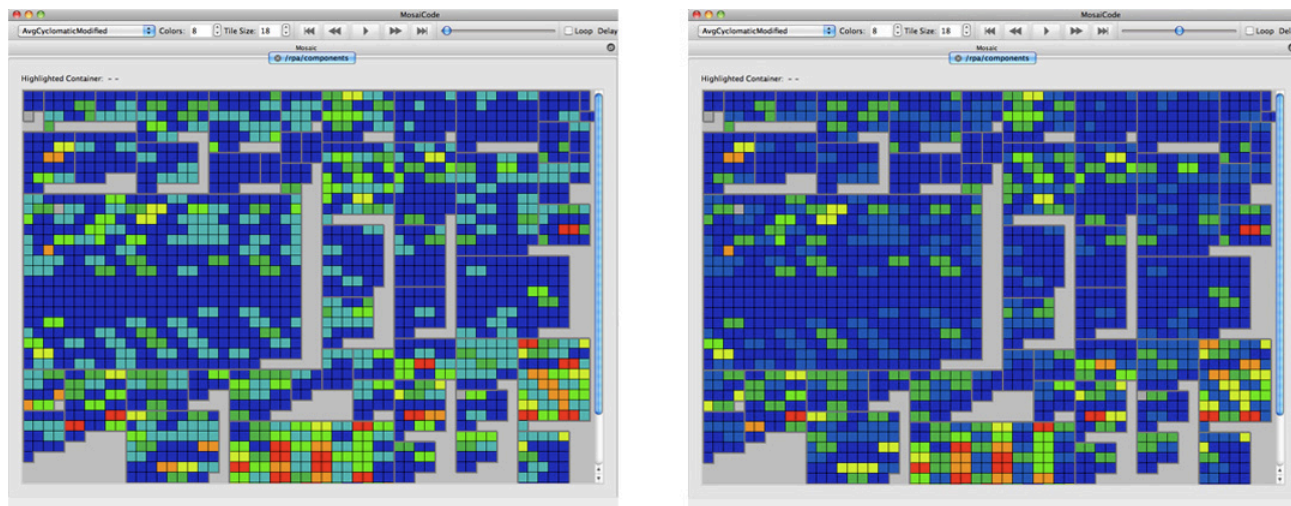 MosaiCode
AvgCyclomaticModified Colors: 8 Tile Size: 18 Loop Delay
Mosaic
/rpa/components
Highlighted Container: - -
MosaiCode
AvgCyclomaticModified Colors: 8 Tile Size: 18 Loop Del
Mosaic
/rpa/components
Highlighted Container: - -